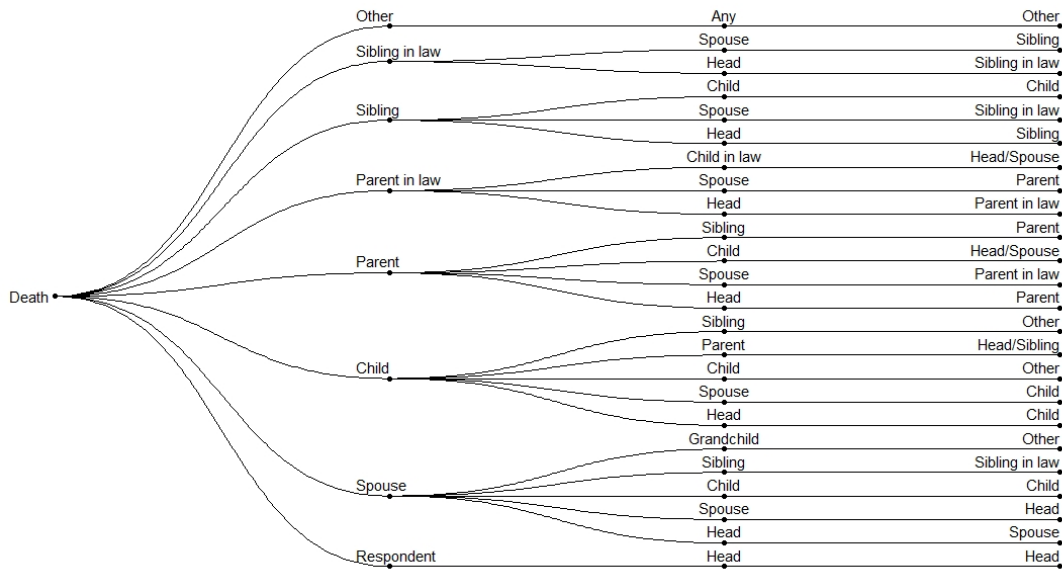 Other Any Other
Sibling in law Spouse Sibling
Head Sibling in law
Child Child
Sibling Spouse Sibling in law
Head Sibling
Child in law Head/Spouse
Parent in law Spouse Parent
Head Parent in law
Sibling Parent
Parent Child Head/Spouse
Spouse Parent in law
Death
Head Parent
Sibling Other
Parent Head/Sibling
Child Child Other
Spouse Child
Head Child
Grandchild Other
Sibling Sibling in law
Spouse Child Child
Spouse Head
Head Spouse
Respondent Head Head